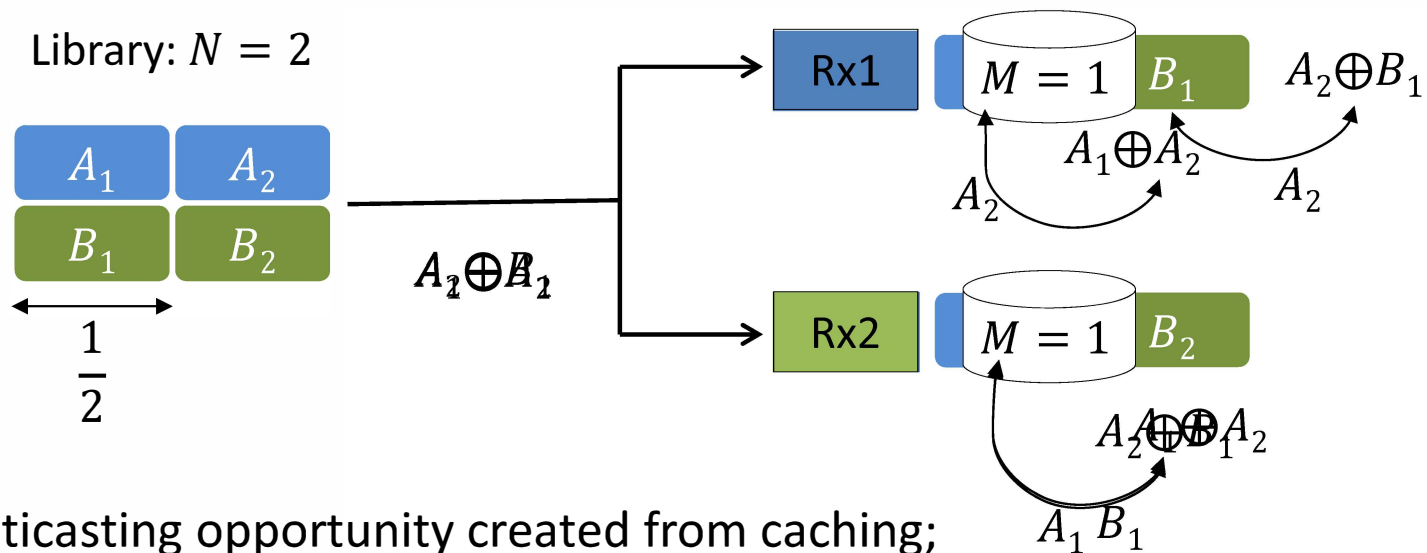 Library: N = 2
A₁ A₂
B₁ B₂
1
2
Rx1
M = 1
B₁
A₂⊕B₁
A₁⊕A₂
A₂
A₂
Rx2
M = 1
B₂
A₁ B₁
ticasting opportunity created from caching;